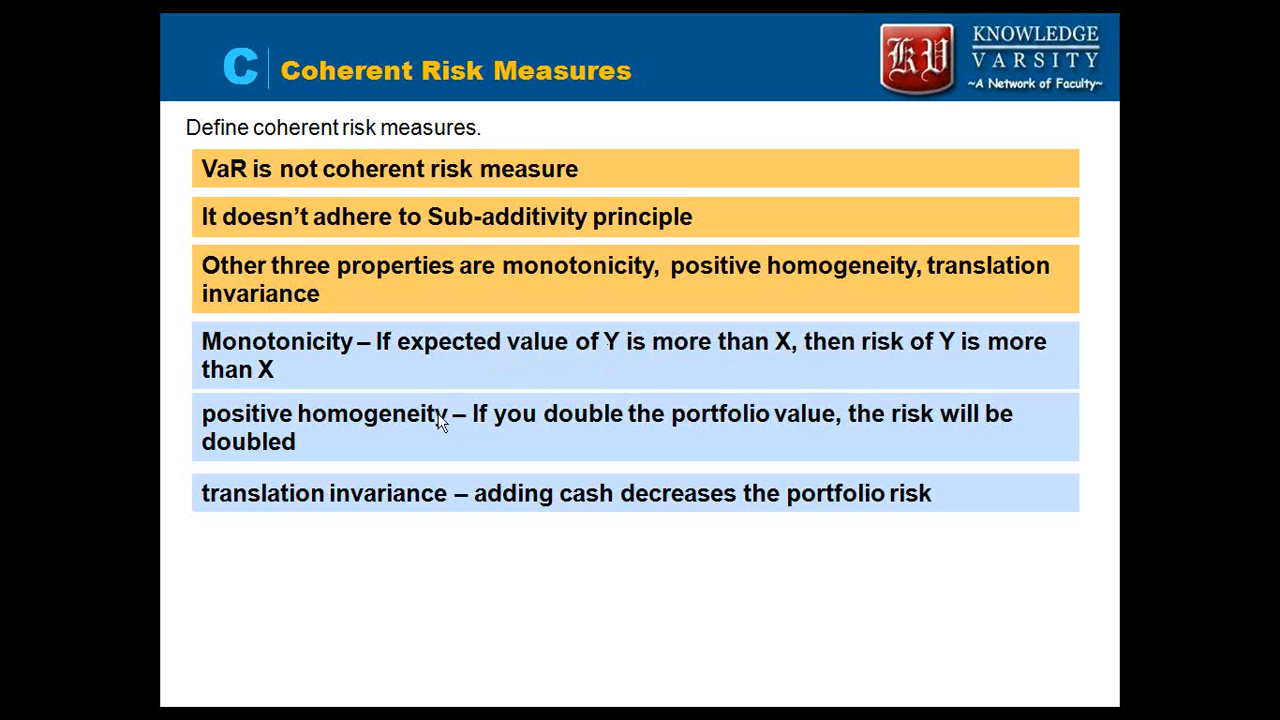 C
Coherent Risk Measures
KV
KNOWLEDGE
VARSITY
~A Network of Faculty~
Define coherent risk measures.
VaR is not coherent risk measure
It doesn’t adhere to Sub-additivity principle
Other three properties are monotonicity, positive homogeneity, translation
invariance
Monotonicity – If expected value of Y is more than X, then risk of Y is more
than X
positive homogeneity – If you double the portfolio value, the risk will be
doubled
translation invariance – adding cash decreases the portfolio risk